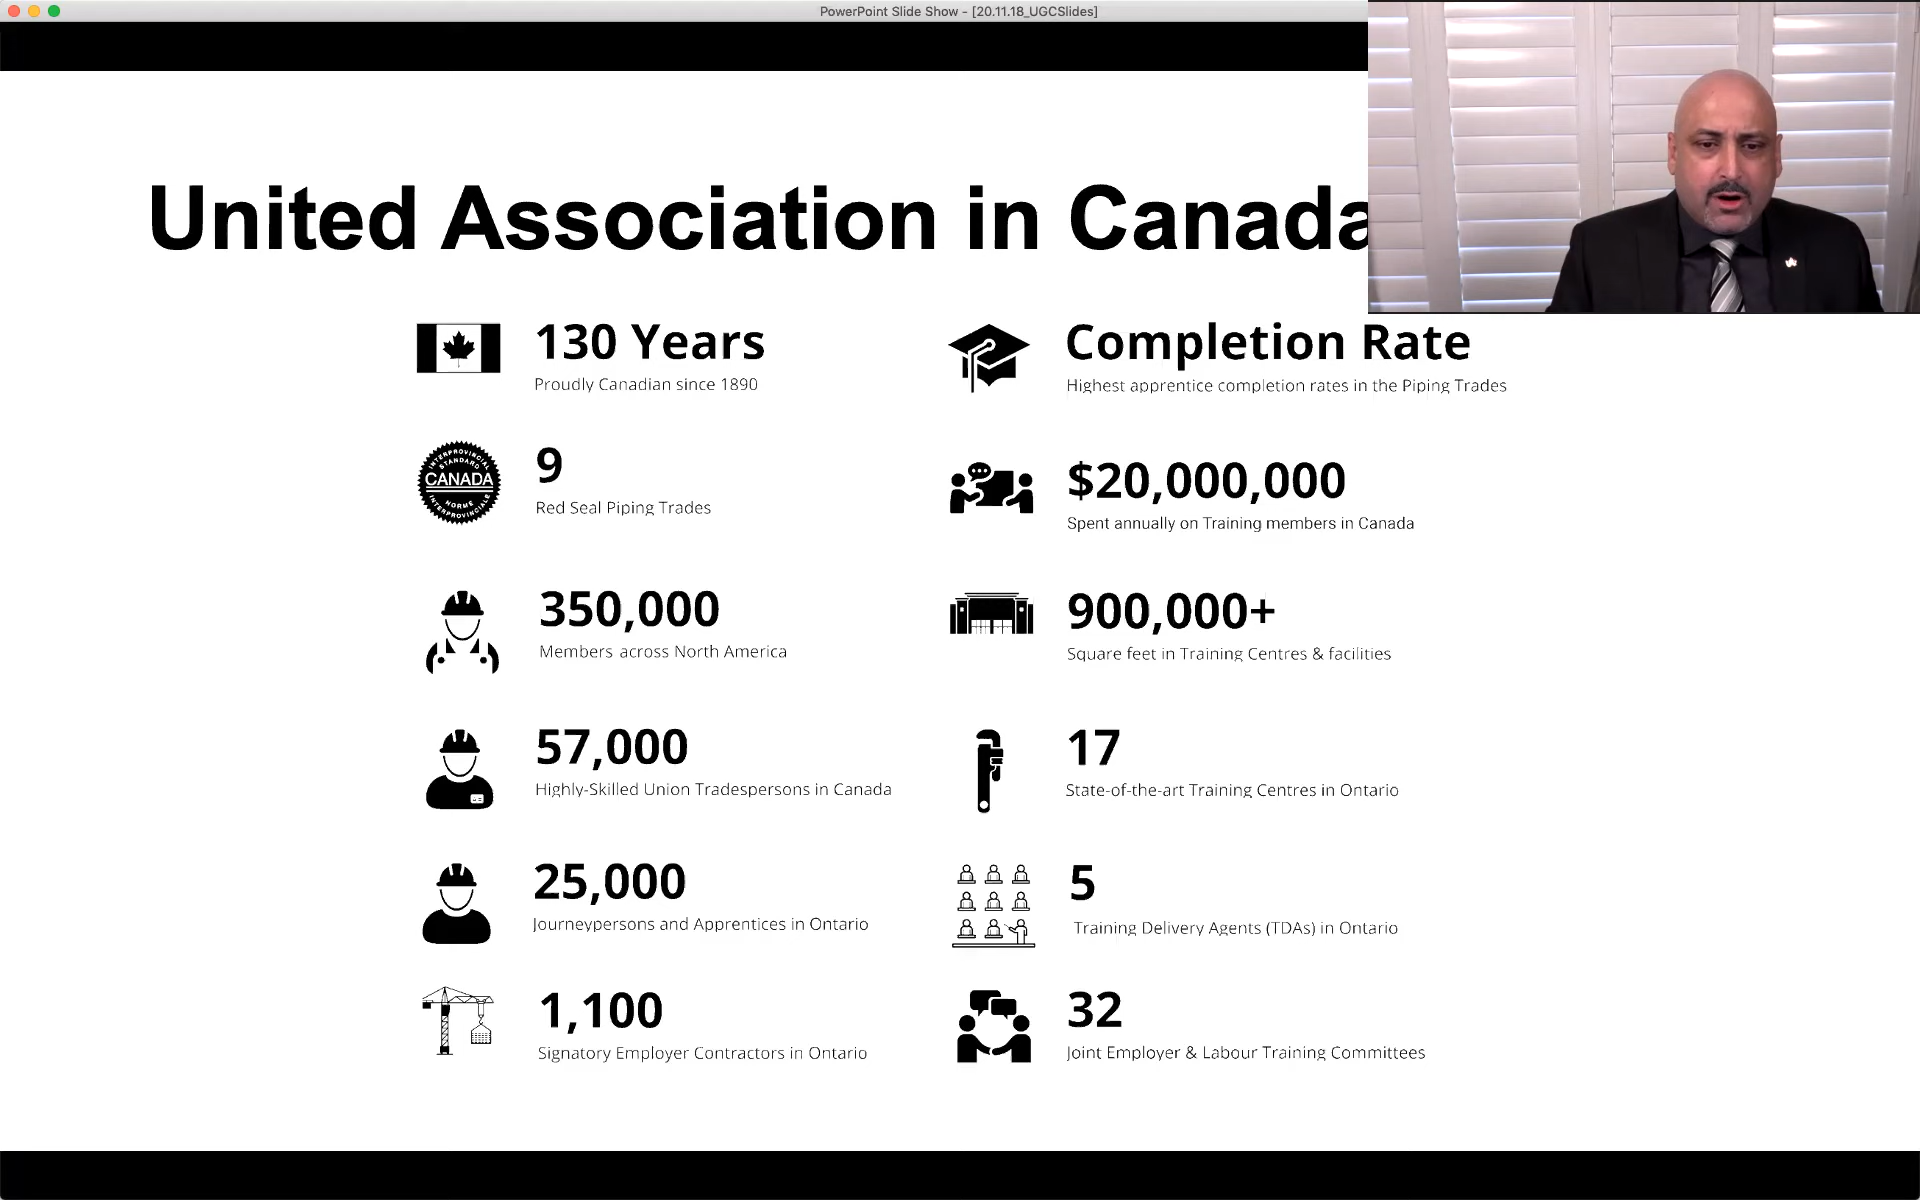 PowerPoint Slide Show - [20.11.18_UGCSlides]
United Association in Canada
130 Years
Proudly Canadian since 1890
INTERPROVINCIAL
STANDARD
CANADA
NORME
INTERPROVINCIALE
9
Red Seal Piping Trades
350,000
Members across North America
57,000
Highly-Skilled Union Tradespersons in Canada
25,000
Journeypersons and Apprentices in Ontario
1,100
Signatory Employer Contractors in Ontario
Completion Rate
Highest apprentice completion rates in the Piping Trades
$20,000,000
Spent annually on Training members in Canada
900,000+
Square feet in Training Centres & facilities
17
State-of-the-art Training Centres in Ontario
5
Training Delivery Agents (TDAs) in Ontario
32
Joint Employer & Labour Training Committees